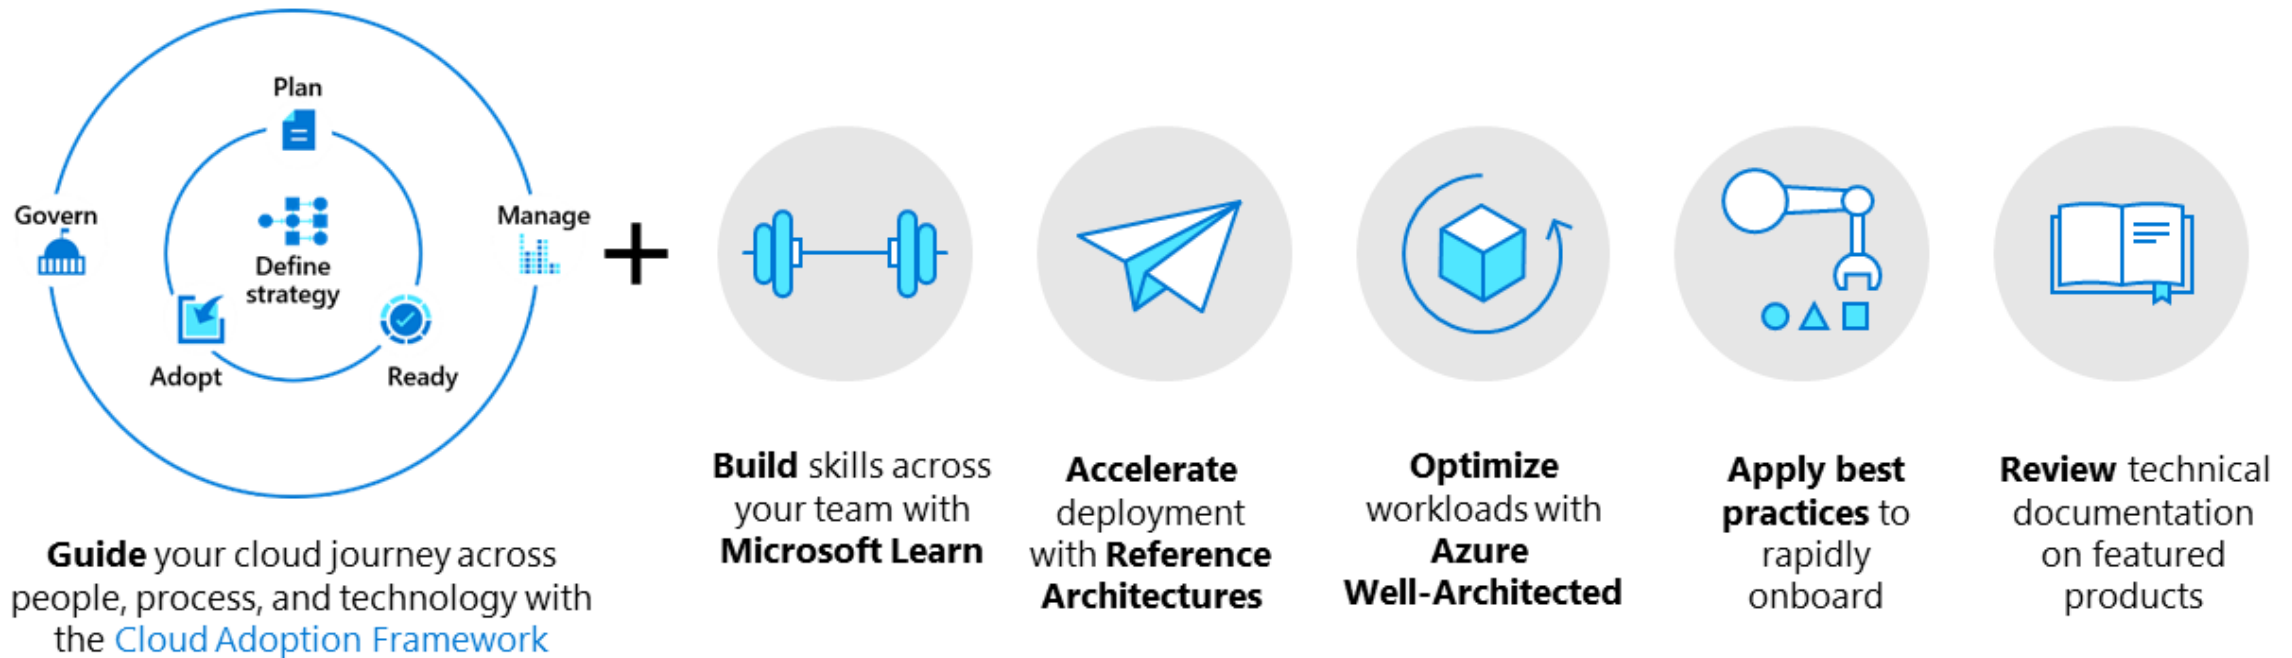 Plan
Govern
Manage
Define
strategy
Adopt
Ready
Guide your cloud journey across
people, process, and technology with
the Cloud Adoption Framework
Build skills across
your team with
Microsoft Learn
Accelerate
deployment
with Reference
Architectures
Optimize
workloads with
Azure
Well-Architected
Apply best
practices to
rapidly
onboard
Review technical
documentation
on featured
products